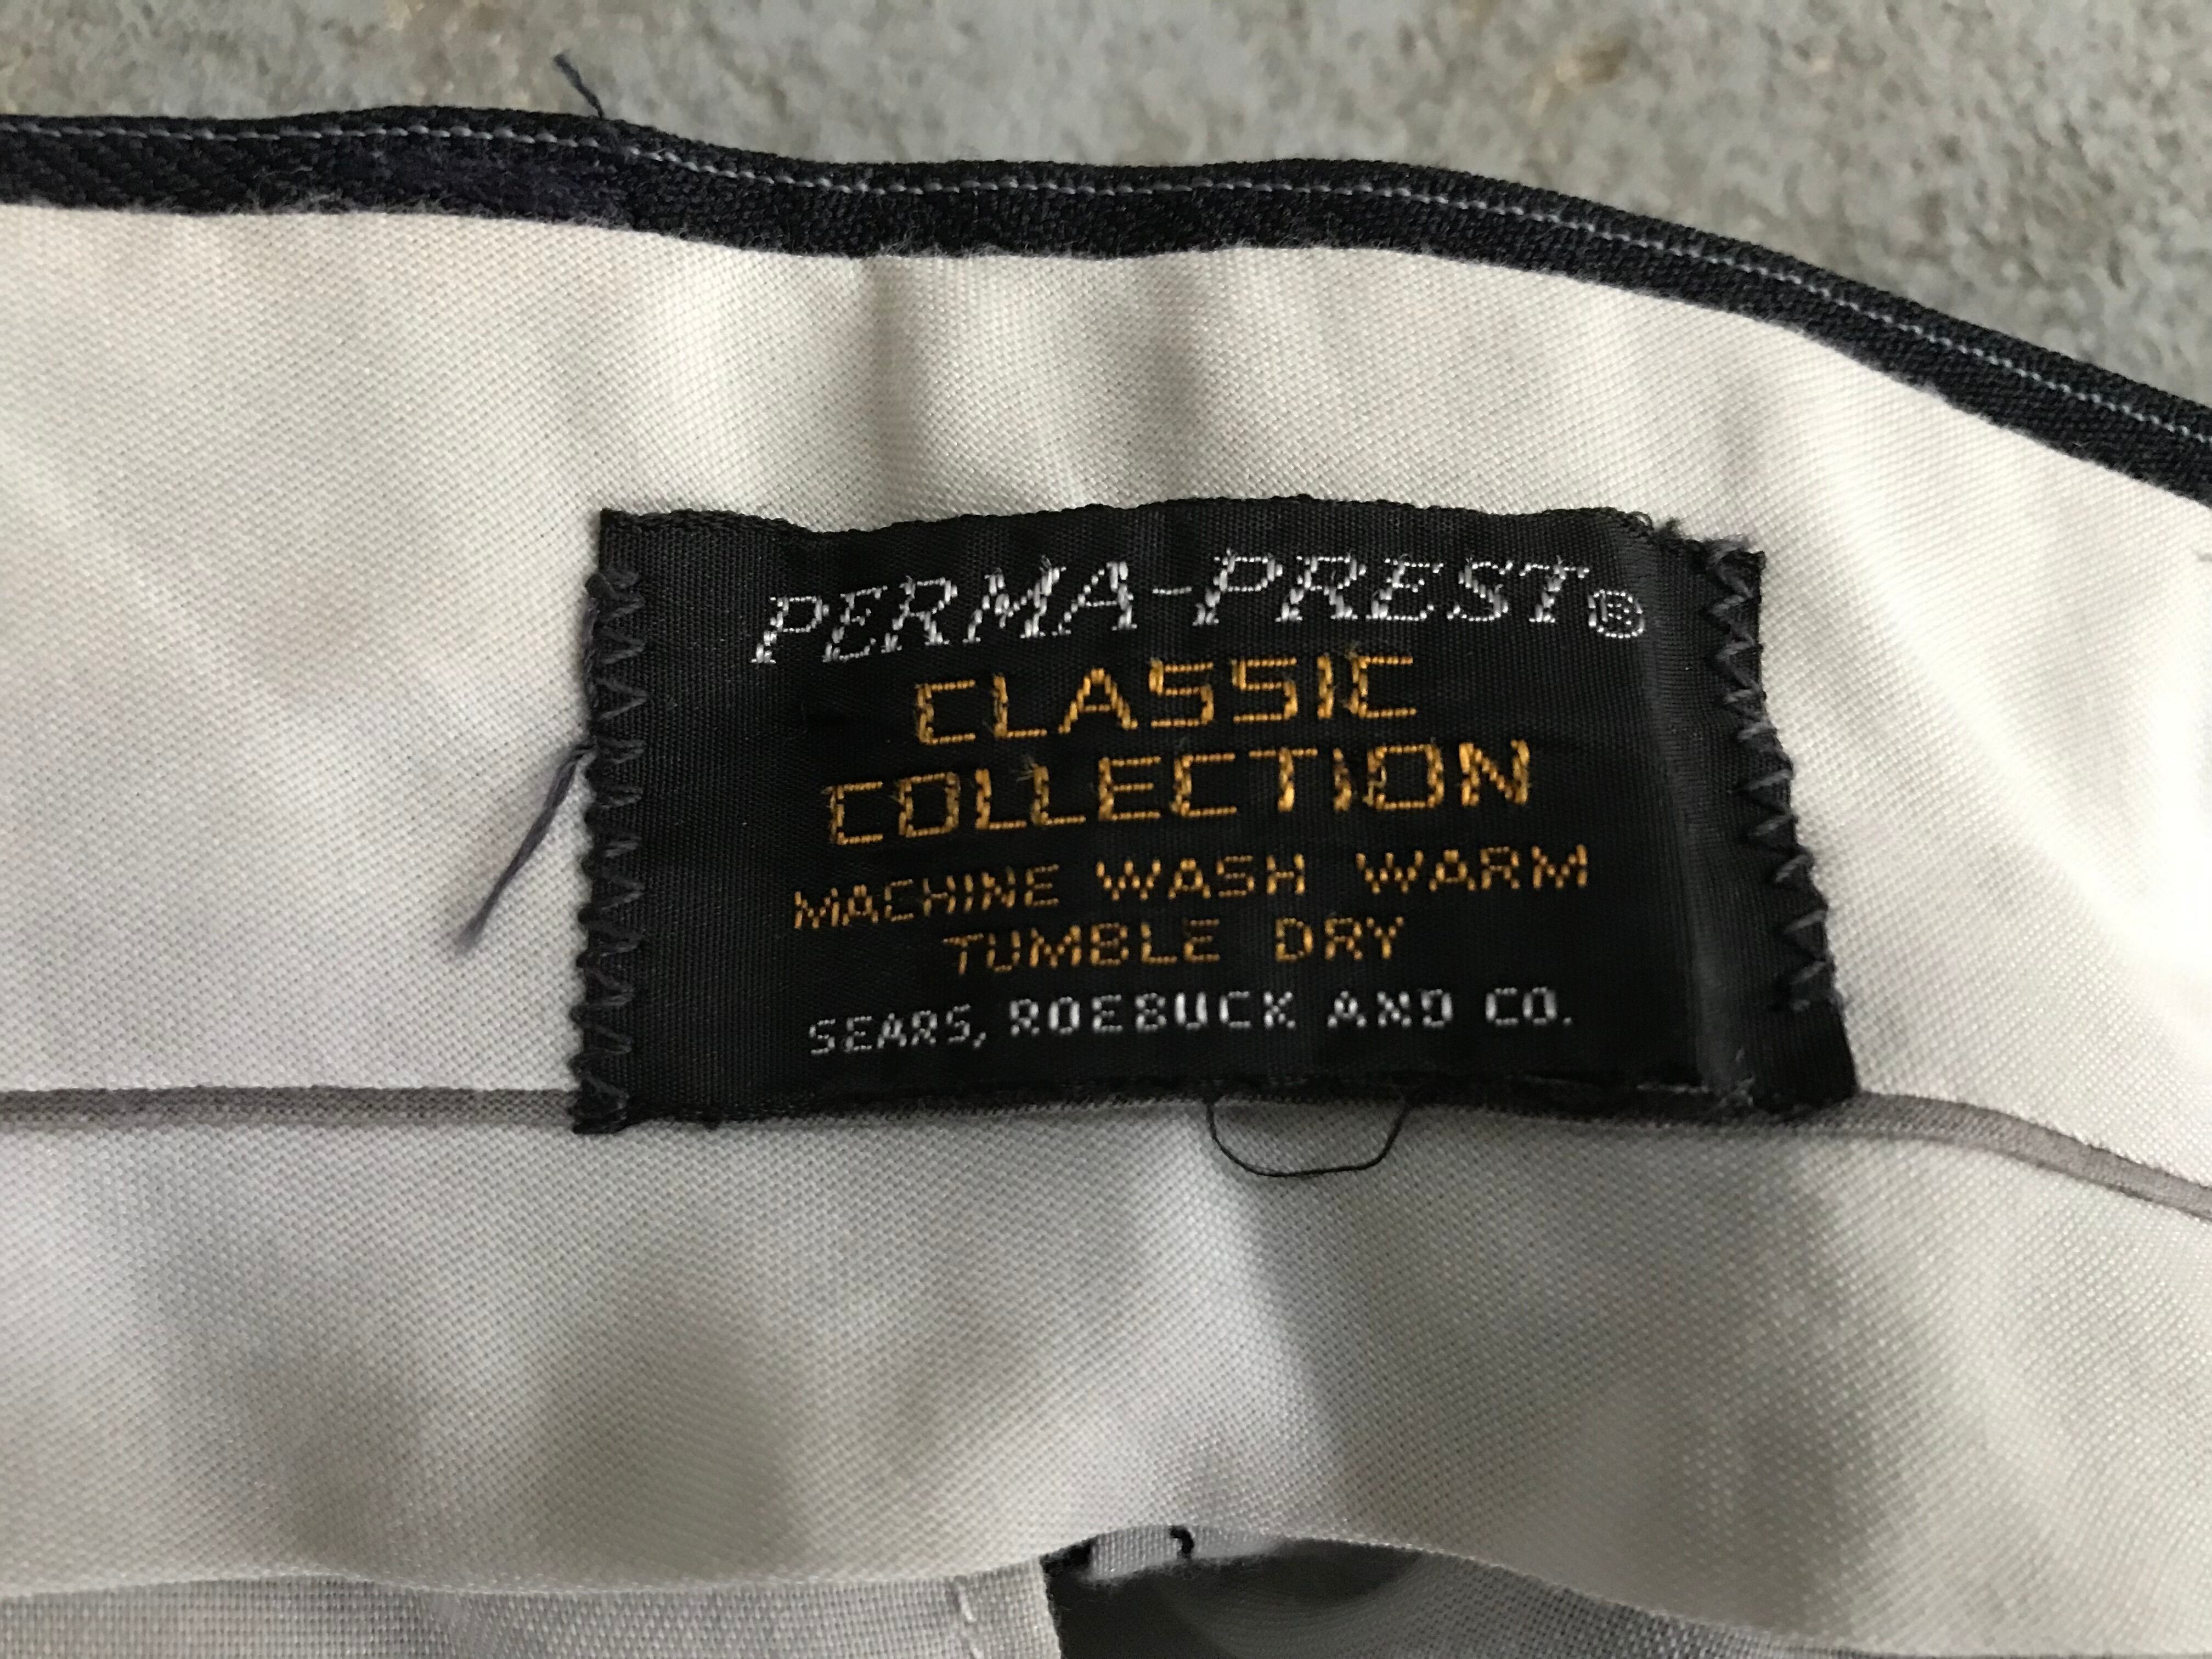 PERMA-PREST®
CLASSIC
COLLECTION
MACHINE WASH WARM
TUMBLE DRY
SEARS, ROEBUCK AND CO.